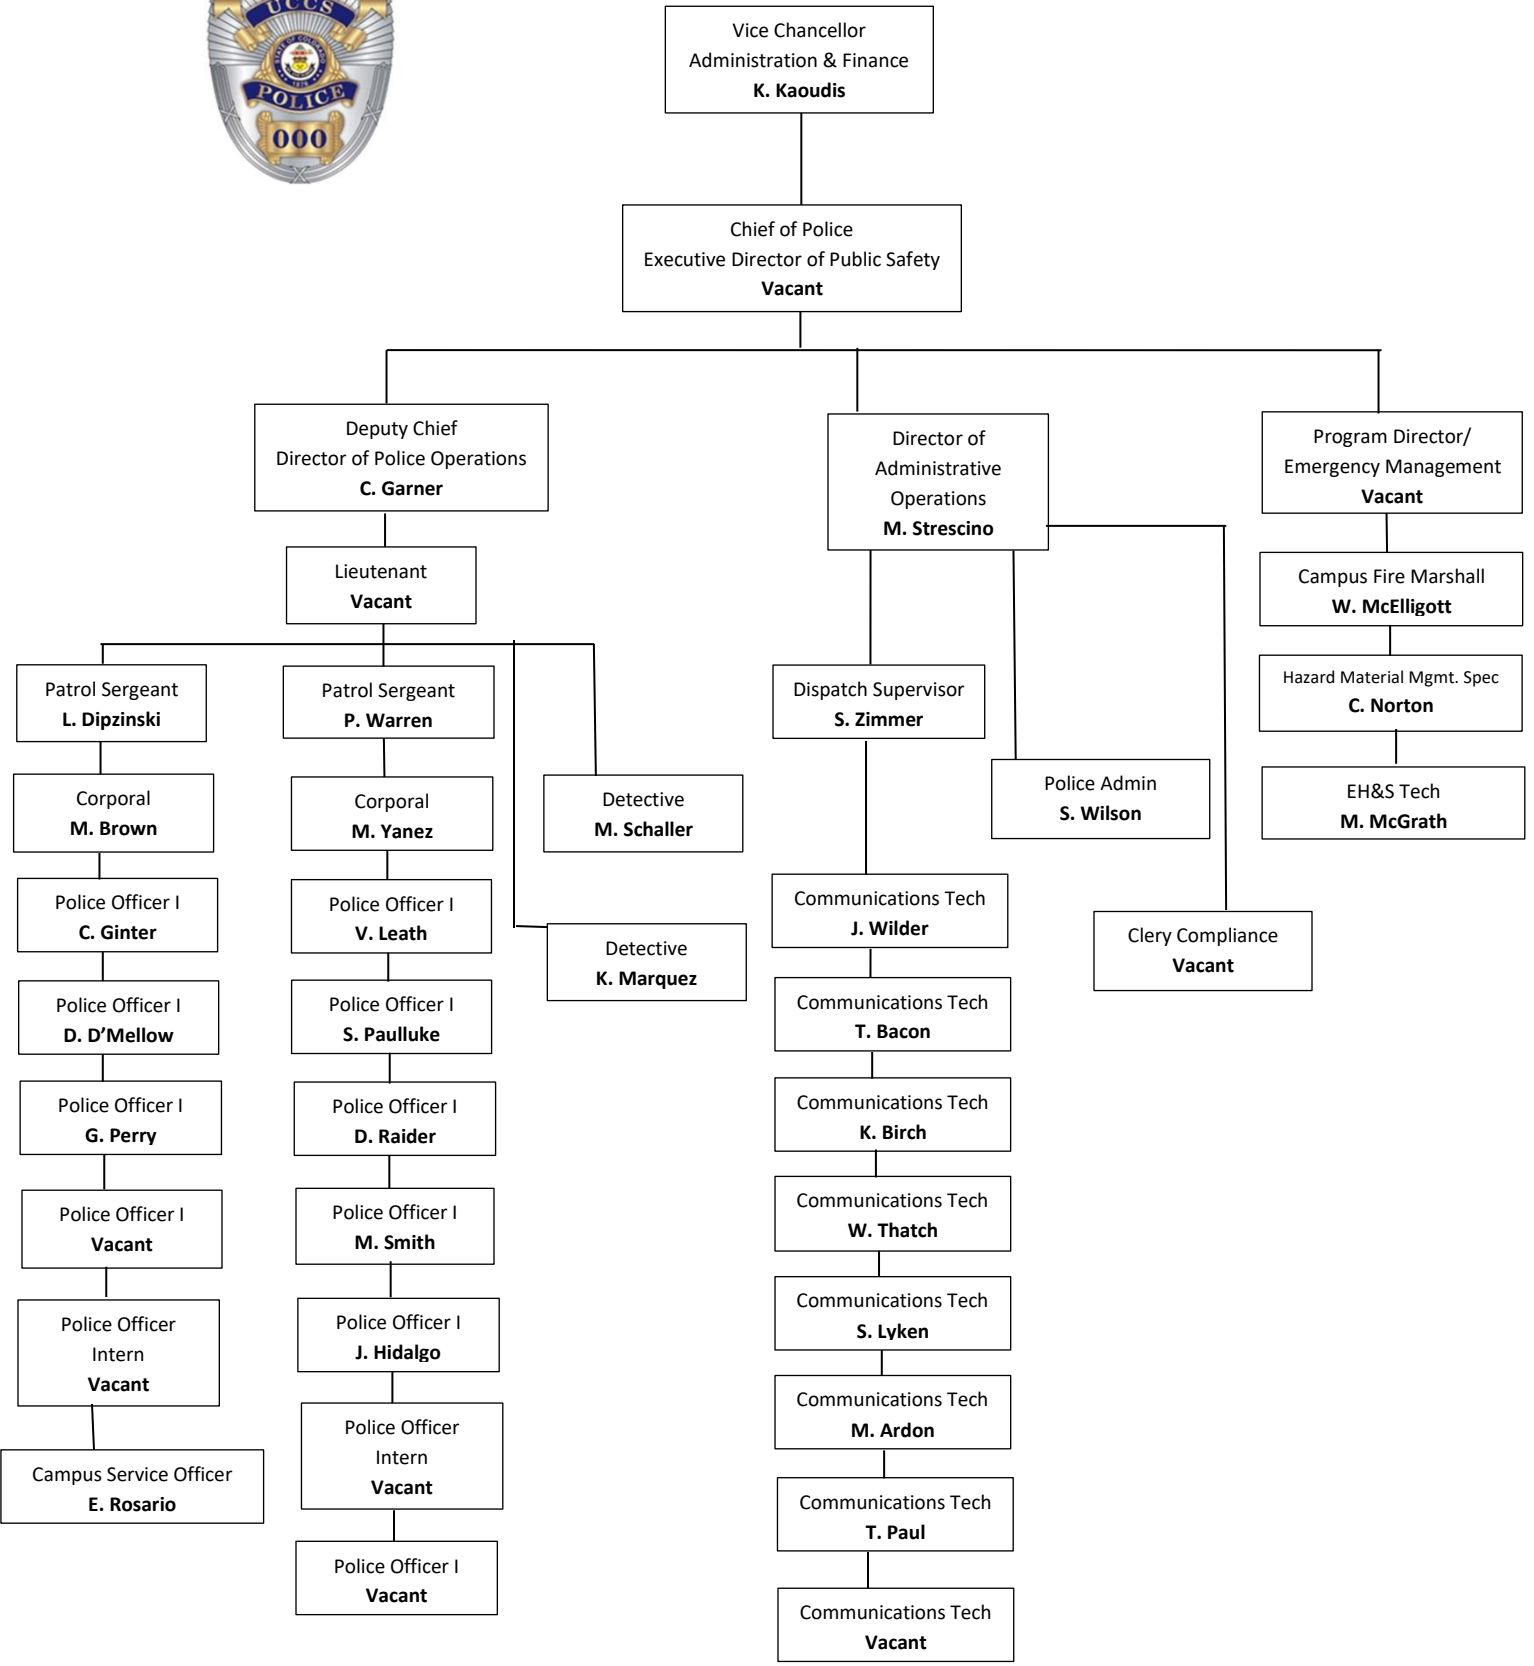 UCCS
STATE OF COLORADO
1876
POLICE
000
Vice Chancellor
Administration & Finance
K. Kaoudis
Chief of Police
Executive Director of Public Safety
Vacant
Deputy Chief
Director of Police Operations
C. Garner
Director of
Administrative
Operations
M. Strescino
Program Director/
Emergency Management
Vacant
Lieutenant
Vacant
Campus Fire Marshall
W. McElligott
Hazard Material Mgmt. Spec
C. Norton
EH&S Tech
M. McGrath
Patrol Sergeant
L. Dipzinski
Corporal
M. Brown
Police Officer I
C. Ginter
Police Officer I
D. D’Mellow
Police Officer I
G. Perry
Police Officer I
Vacant
Police Officer
Intern
Vacant
Campus Service Officer
E. Rosario
Patrol Sergeant
P. Warren
Corporal
M. Yanez
Police Officer I
V. Leath
Police Officer I
S. Paulluke
Police Officer I
D. Raider
Police Officer I
M. Smith
Police Officer I
J. Hidalgo
Police Officer
Intern
Vacant
Police Officer I
Vacant
Detective
M. Schaller
Detective
K. Marquez
Dispatch Supervisor
S. Zimmer
Communications Tech
J. Wilder
Communications Tech
T. Bacon
Communications Tech
K. Birch
Communications Tech
W. Thatch
Communications Tech
S. Lyken
Communications Tech
M. Ardon
Communications Tech
T. Paul
Communications Tech
Vacant
Police Admin
S. Wilson
Clery Compliance
Vacant